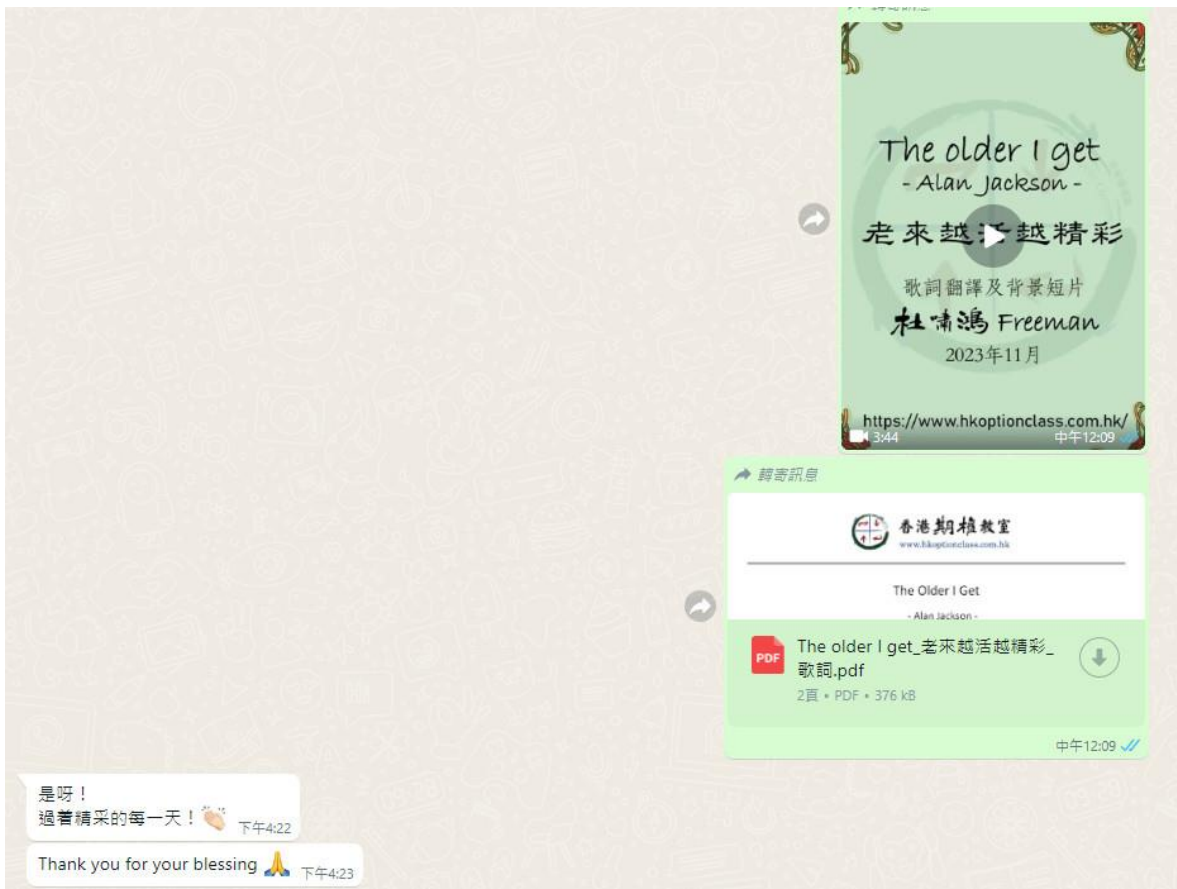 The older I get
- Alan Jackson -
老來越活越精彩
歌詞翻譯及背景短片
杜嘯鴻 Freeman
2023年11月
https://www.hkoptionclass.com.hk/
3:44
中午12:09
轉寄訊息
香港期權教室
www.hkoptionclass.com.hk
The Older I Get
- Alan Jackson -
PDF
The older I get_老來越活越精彩_
歌詞.pdf
2頁 • PDF • 376 kB
中午12:09
是呀！
過着精采的每一天！👏🏻
下午4:22
Thank you for your blessing 🙏
下午4:23